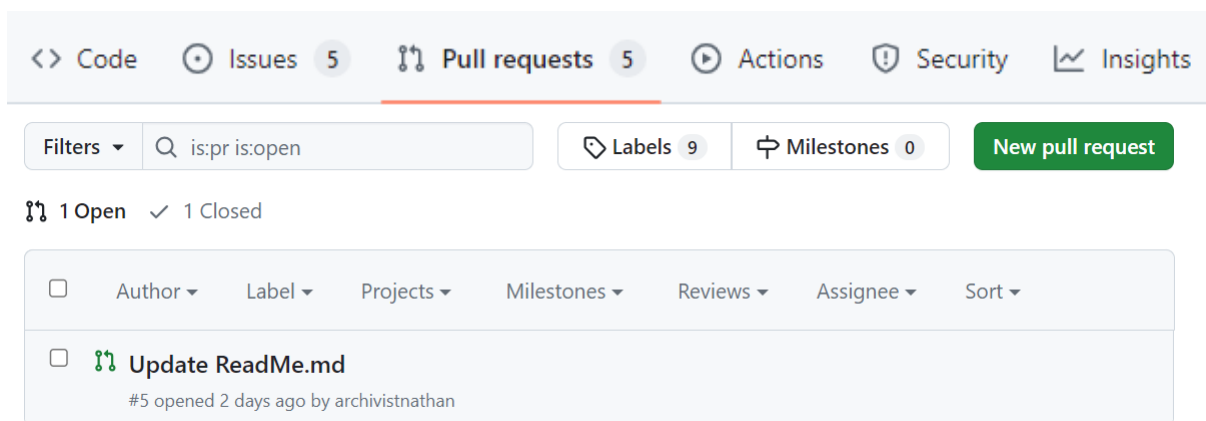 Code Issues 5 Pull requests 5 Actions Security Insights
Filters is:pr is:open Labels 9 Milestones 0 New pull request
1 Open 1 Closed
Author Label Projects Milestones Reviews Assignee Sort
Update ReadMe.md
#5 opened 2 days ago by archivistnathan